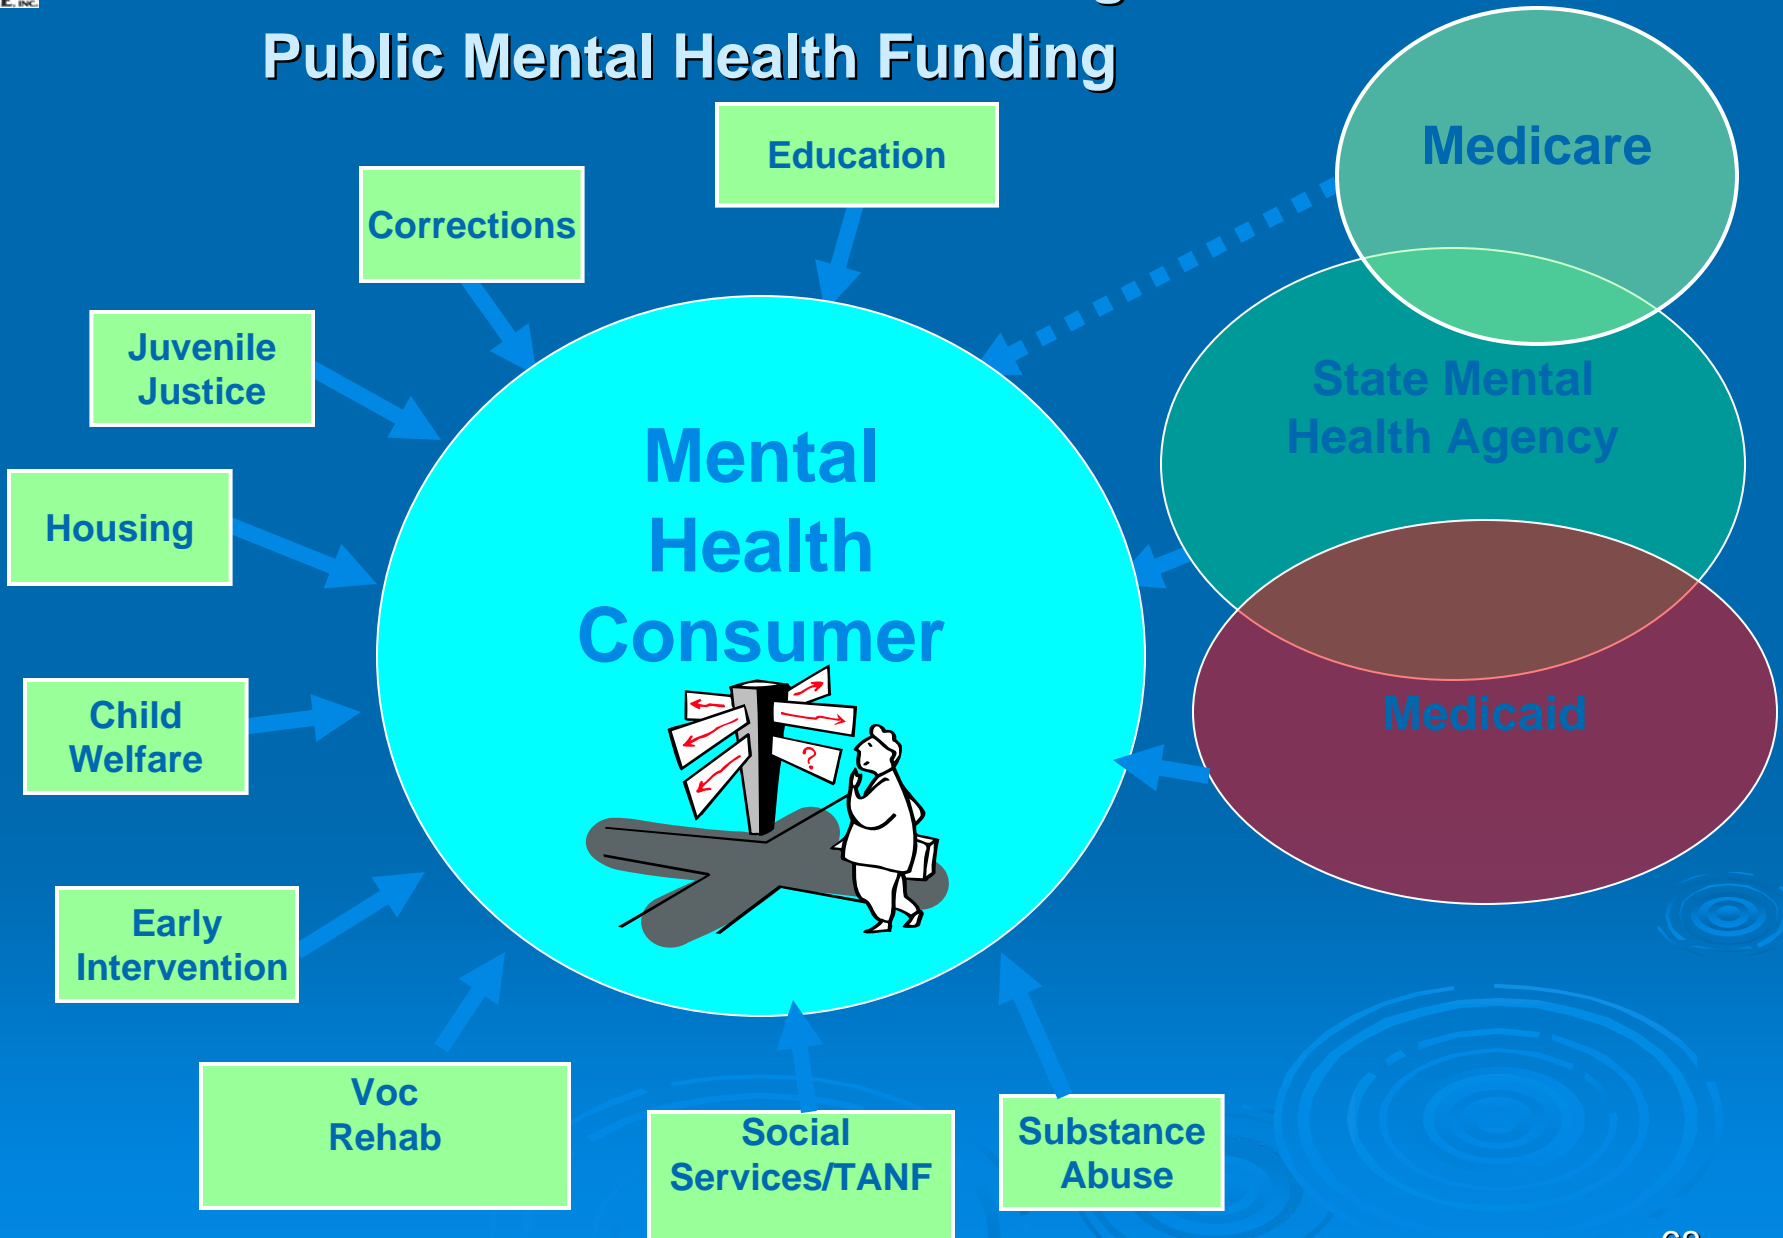 Public Mental Health Funding
Education
Medicare
Corrections
Juvenile
Justice
State Mental
Health Agency
Mental
Health
Consumer
Housing
Child
Welfare
Medicaid
?
Early
Intervention
Voc
Rehab
Social
Services/TANF
Substance
Abuse